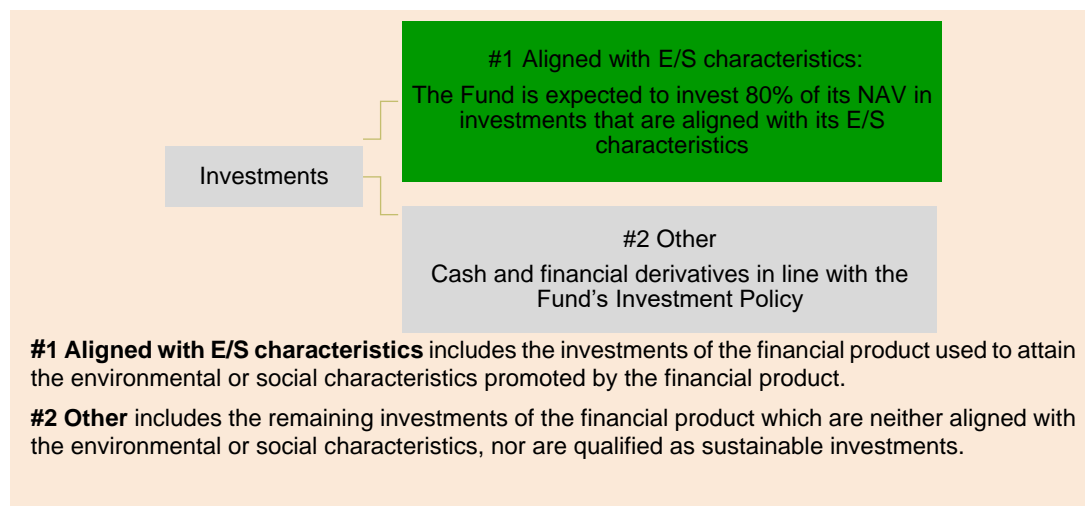 #1 Aligned with E/S characteristics:
The Fund is expected to invest 80% of its NAV in
investments that are aligned with its E/S
characteristics
Investments
#2 Other
Cash and financial derivatives in line with the
Fund's Investment Policy
#1 Aligned with E/S characteristics includes the investments of the financial product used to attain
the environmental or social characteristics promoted by the financial product.
#2 Other includes the remaining investments of the financial product which are neither aligned with
the environmental or social characteristics, nor are qualified as sustainable investments.